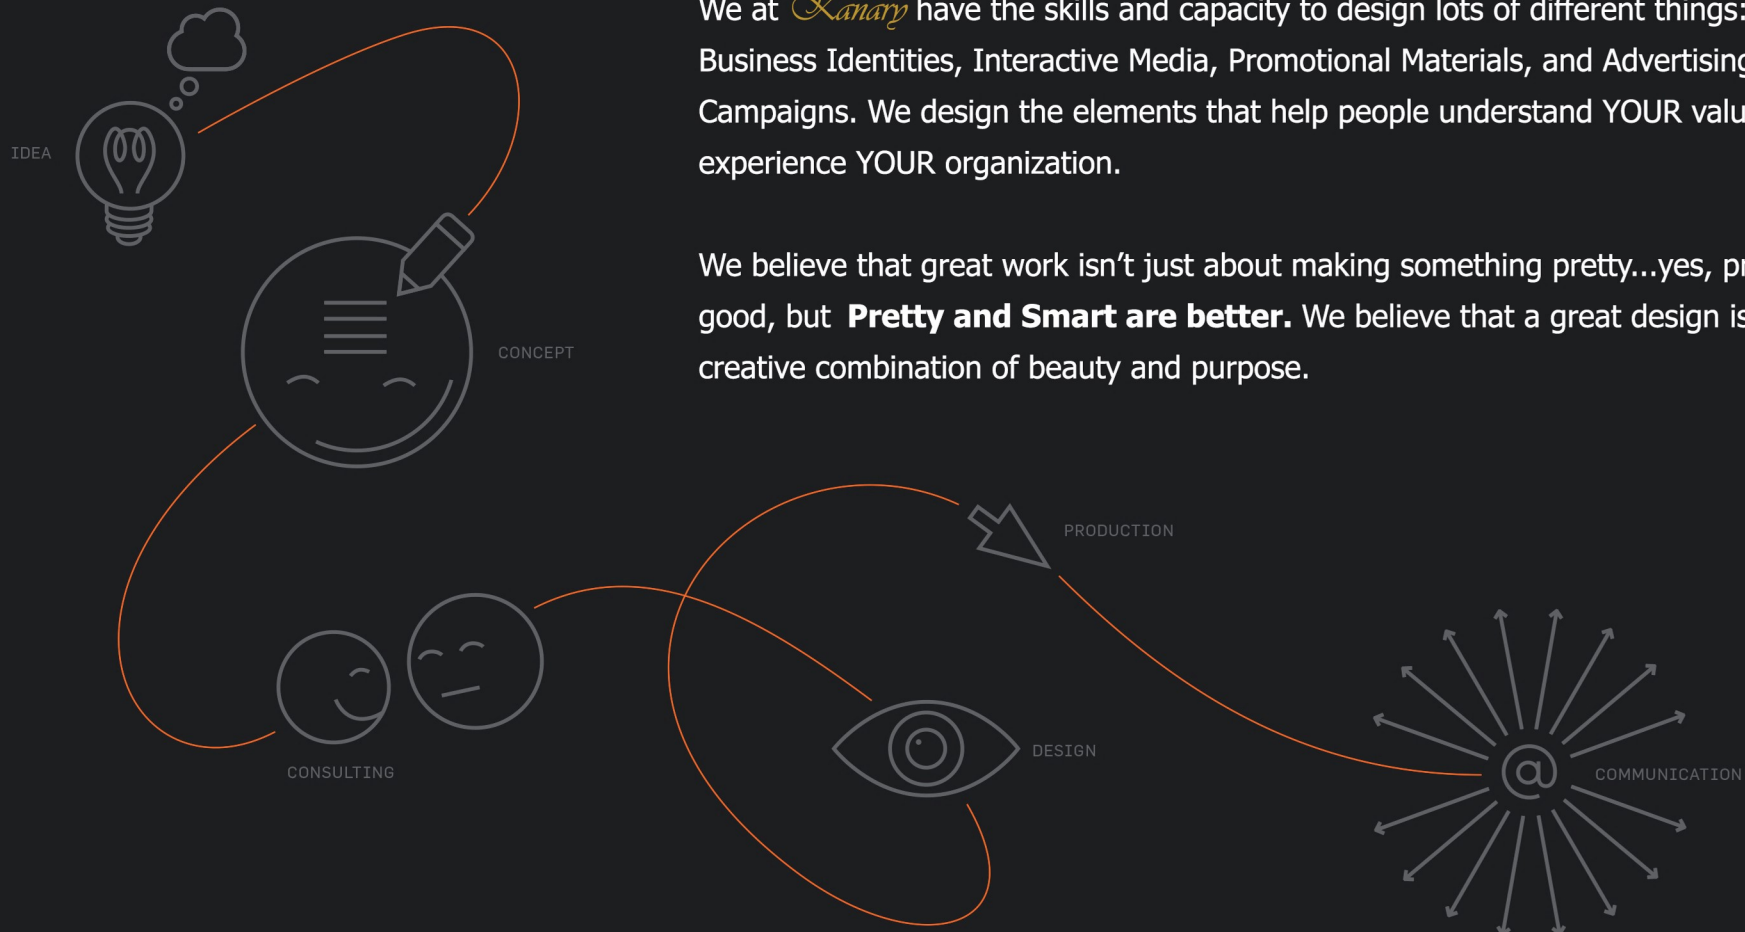 We at Kanary have the skills and capacity to design lots of different things:
Business Identities, Interactive Media, Promotional Materials, and Advertising
Campaigns. We design the elements that help people understand YOUR
experience YOUR organization.
We believe that great work isn’t just about making something pretty...yes,
good, but Pretty and Smart are better. We believe that a great design is
creative combination of beauty and purpose.
IDEA
CONCEPT
CONSULTING
DESIGN
PRODUCTION
@ COMMUNICATION